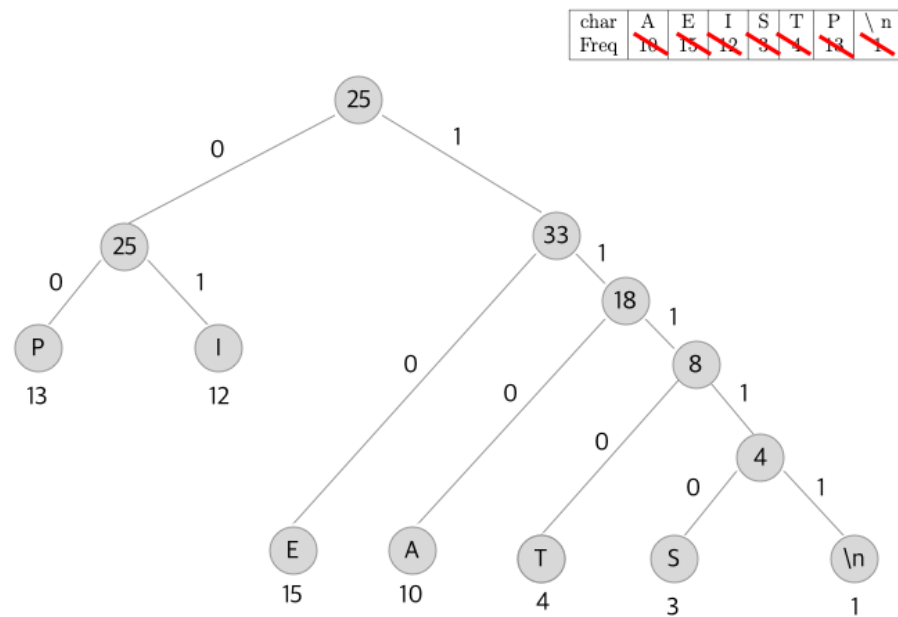 char A E I S T P \ n
Freq 10 15 12 3 4 13 1
25
0 1
25 33
0 1 1
18
P I 1
13 12 0 8
0 1
0 4
0 1
E A T S \n
15 10 4 3 1